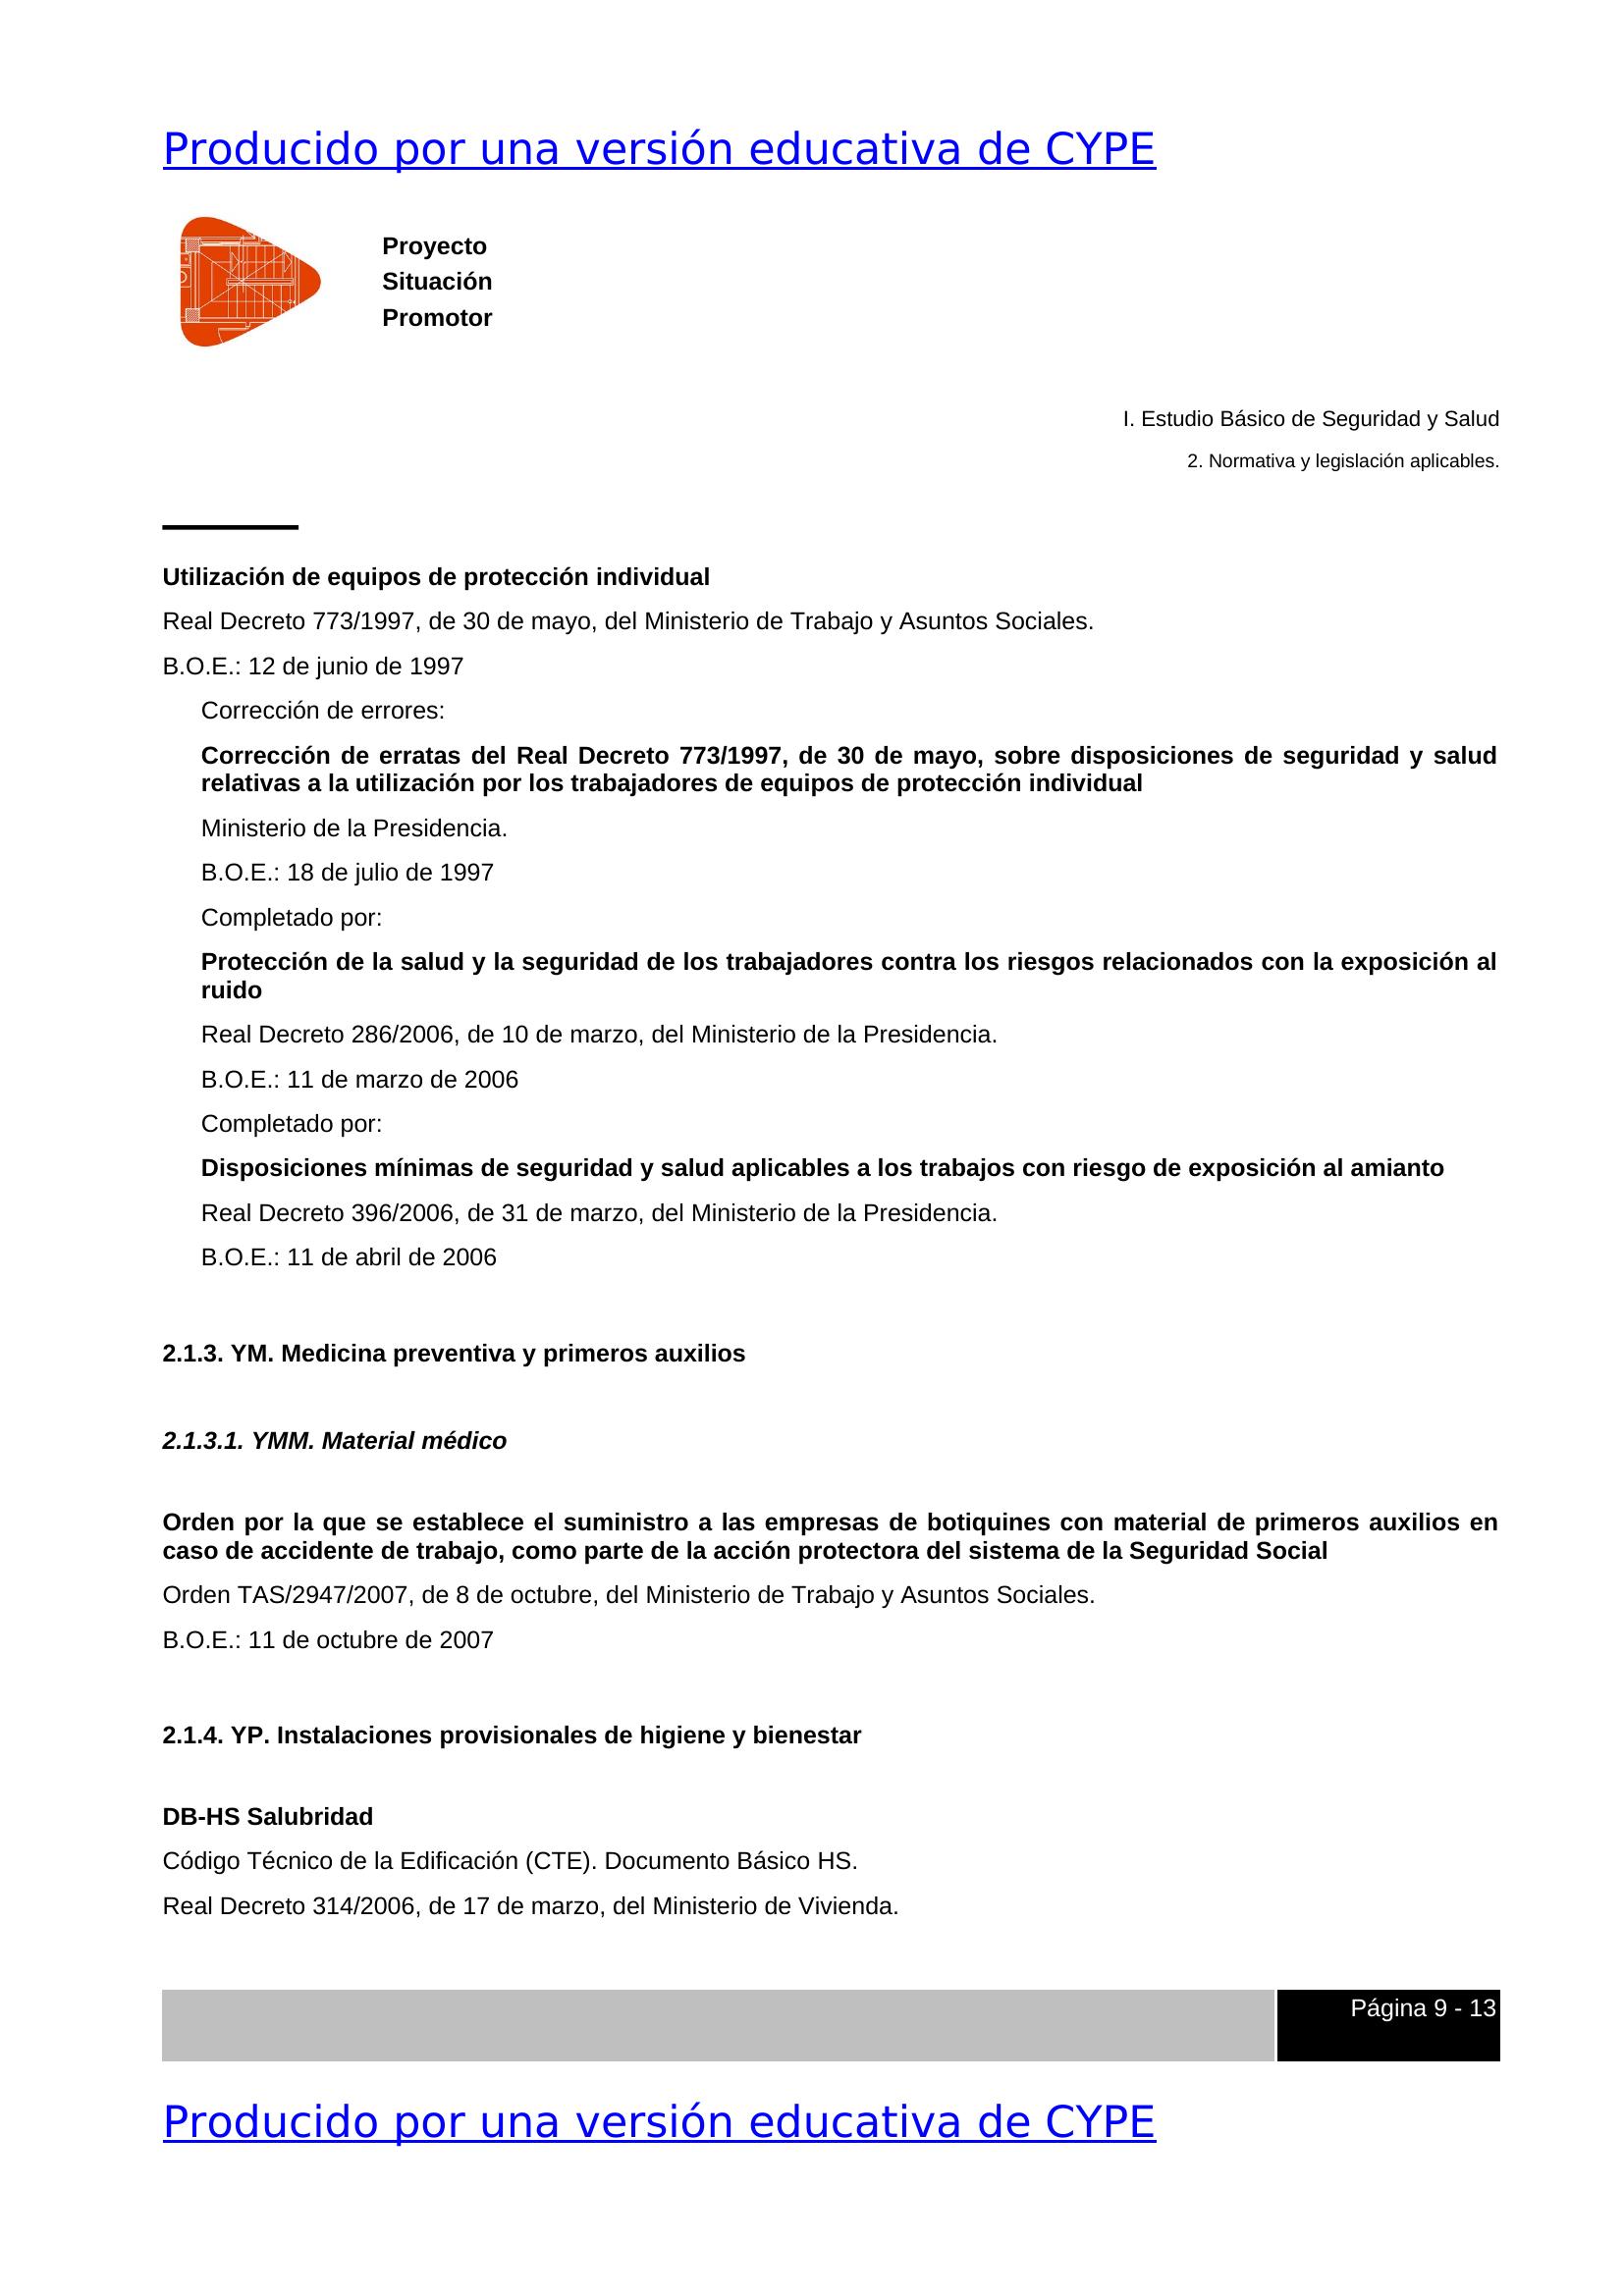 Producido por una versión educativa de CYPE
Proyecto
Situación
Promotor
I. Estudio Básico de Seguridad y Salud
2. Normativa y legislación aplicables.
Utilización de equipos de protección individual
Real Decreto 773/1997, de 30 de mayo, del Ministerio de Trabajo y Asuntos Sociales.
B.O.E.: 12 de junio de 1997
Corrección de errores:
Corrección de erratas del Real Decreto 773/1997, de 30 de mayo, sobre disposiciones de seguridad y salud
relativas a la utilización por los trabajadores de equipos de protección individual
Ministerio de la Presidencia.
B.O.E.: 18 de julio de 1997
Completado por:
Protección de la salud y la seguridad de los trabajadores contra los riesgos relacionados con la exposición al
ruido
Real Decreto 286/2006, de 10 de marzo, del Ministerio de la Presidencia.
B.O.E.: 11 de marzo de 2006
Completado por:
Disposiciones mínimas de seguridad y salud aplicables a los trabajos con riesgo de exposición al amianto
Real Decreto 396/2006, de 31 de marzo, del Ministerio de la Presidencia.
B.O.E.: 11 de abril de 2006
2.1.3. YM. Medicina preventiva y primeros auxilios
2.1.3.1. YMM. Material médico
Orden por la que se establece el suministro a las empresas de botiquines con material de primeros auxilios en
caso de accidente de trabajo, como parte de la acción protectora del sistema de la Seguridad Social
Orden TAS/2947/2007, de 8 de octubre, del Ministerio de Trabajo y Asuntos Sociales.
B.O.E.: 11 de octubre de 2007
2.1.4. YP. Instalaciones provisionales de higiene y bienestar
DB-HS Salubridad
Código Técnico de la Edificación (CTE). Documento Básico HS.
Real Decreto 314/2006, de 17 de marzo, del Ministerio de Vivienda.
Página 9 - 13
Producido por una versión educativa de CYPE